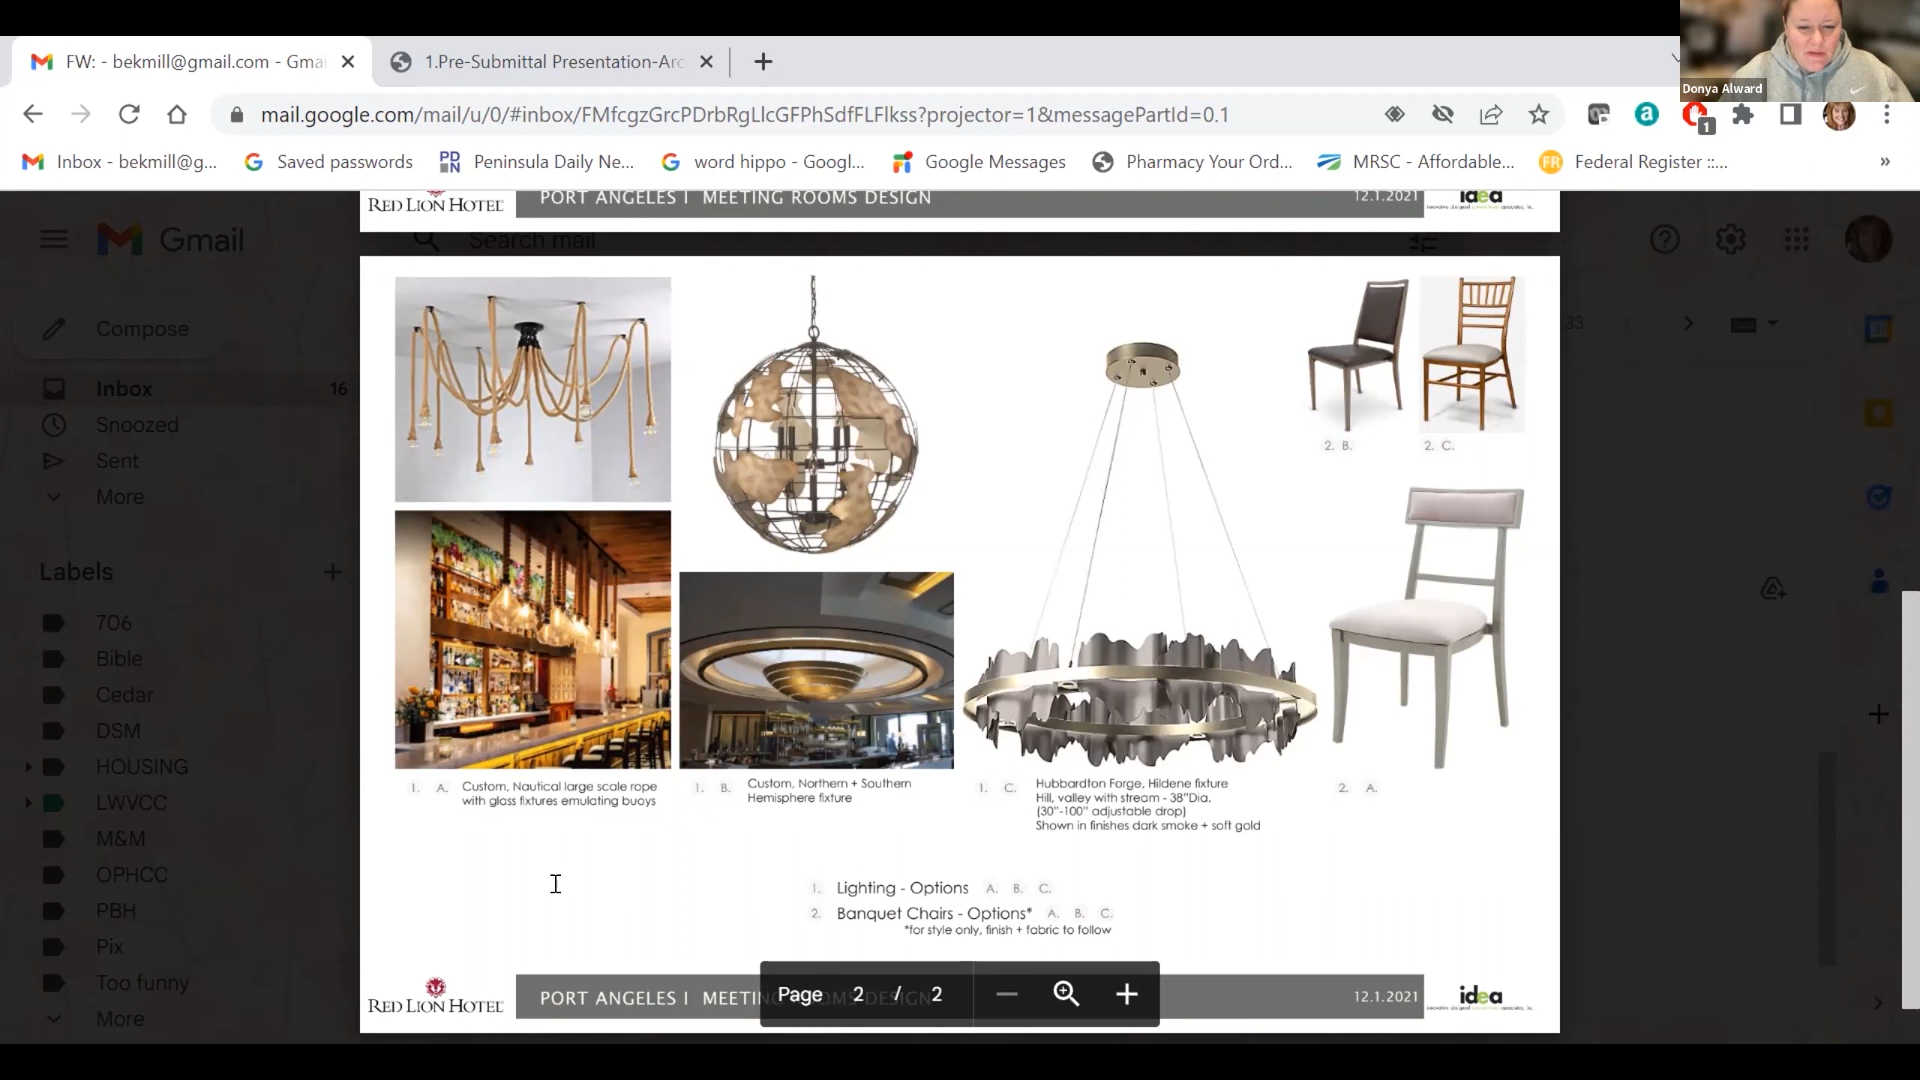 FW: - bekmill@gmail.com - Gmai
1.Pre-Submittal Presentation-Arc
Donya Alward
mail.google.com/mail/u/0/#inbox/FMfcgzGrcPDrbRgLlcGFPhSdfFLFlkss?projector=1&messagePartId=0.1
1
Inbox - bekmill@g...
Saved passwords
Peninsula Daily Ne...
word hippo - Googl...
Google Messages
Pharmacy Your Ord...
MRSC - Affordable...
Federal Register ::...
»
RED LION HOTEL
PORT ANGELES | MEETING ROOMS DESIGN
12.1.2021
idea
Gmail
Search mail
Compose
33
Inbox 16
Snoozed
Sent
More
Labels
706
Bible
Cedar
DSM
HOUSING
LWVCC
M&M
OPHCC
PBH
Pix
Too funny
More
2. B.
2. C.
1. A. Custom, Nautical large scale rope
with glass fixtures emulating buoys
1. B. Custom, Northern + Southern
Hemisphere fixture
1. C. Hubbardton Forge, Hildene fixture
Hill, valley with stream - 38"Dia.
(30"-100" adjustable drop)
Shown in finishes dark smoke + soft gold
2. A.
1. Lighting - Options A. B. C.
2. Banquet Chairs - Options* A. B. C.
*for style only, finish + fabric to follow
RED LION HOTEL
PORT ANGELES | MEETING ROOMS DESIGN
Page 2 / 2
12.1.2021
idea